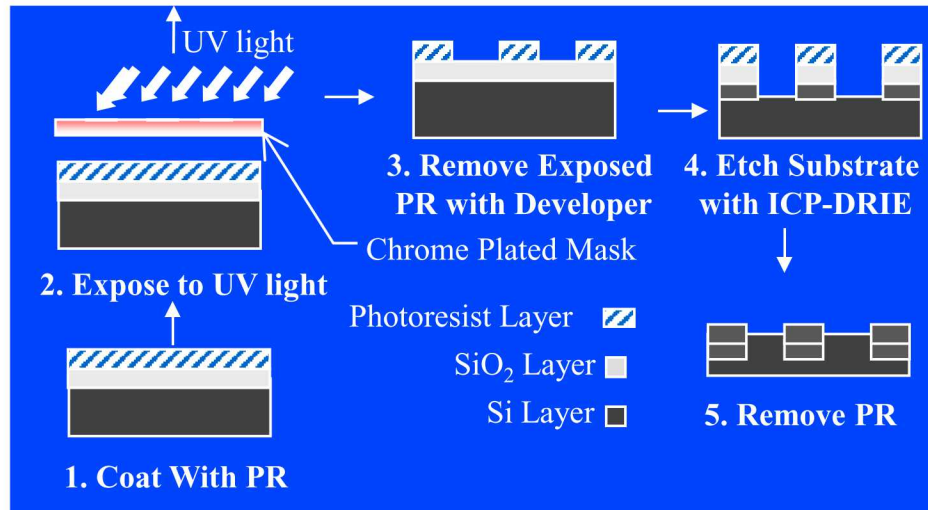 UV light
3. Remove Exposed
PR with Developer
4. Etch Substrate
with ICP-DRIE
Chrome Plated Mask
2. Expose to UV light
Photoresist Layer
SiO₂ Layer
Si Layer
5. Remove PR
1. Coat With PR